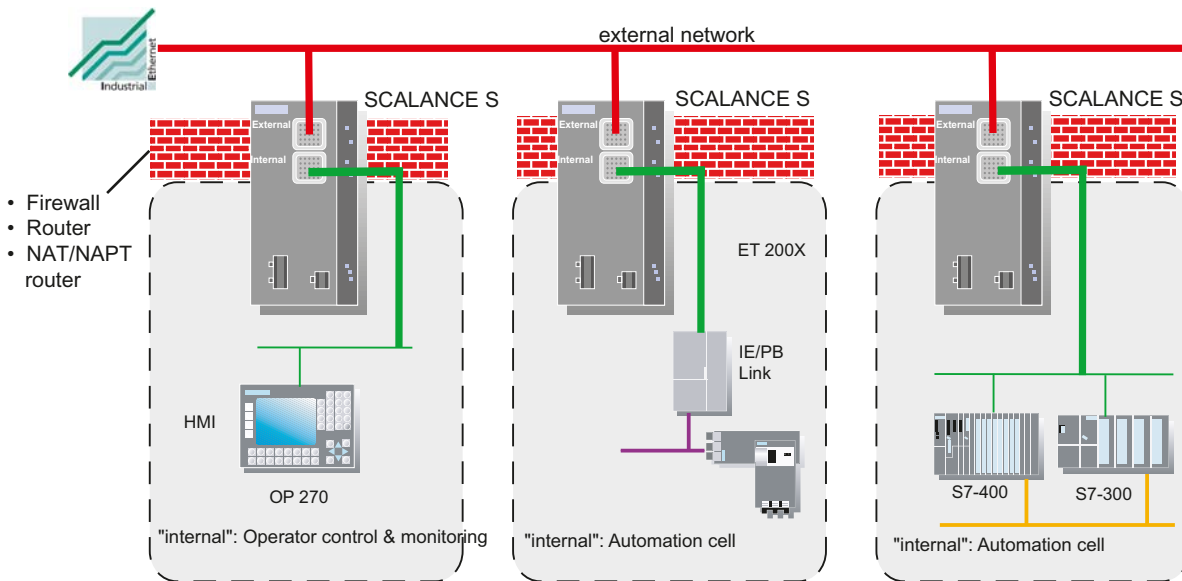 external network
Industrial
Ethernet
SCALANCE S
SCALANCE S
SCALANCE S
External
Internal
External
Internal
External
Internal
• Firewall
• Router
• NAT/NAPT
router
ET 200X
IE/PB
Link
HMI
OP 270
S7-400
S7-300
"internal": Operator control & monitoring
"internal": Automation cell
"internal": Automation cell